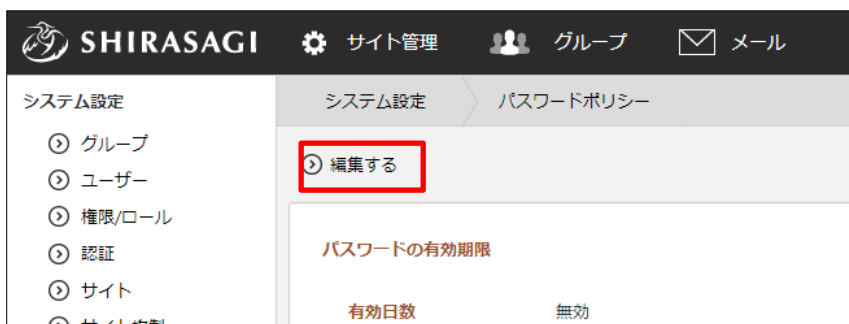 SHIRASAGI サイト管理 グループ メール
システム設定
システム設定 パスワードポリシー
グループ
編集する
ユーザー
権限/ロール
認証
パスワードの有効期限
サイト
有効日数 無効